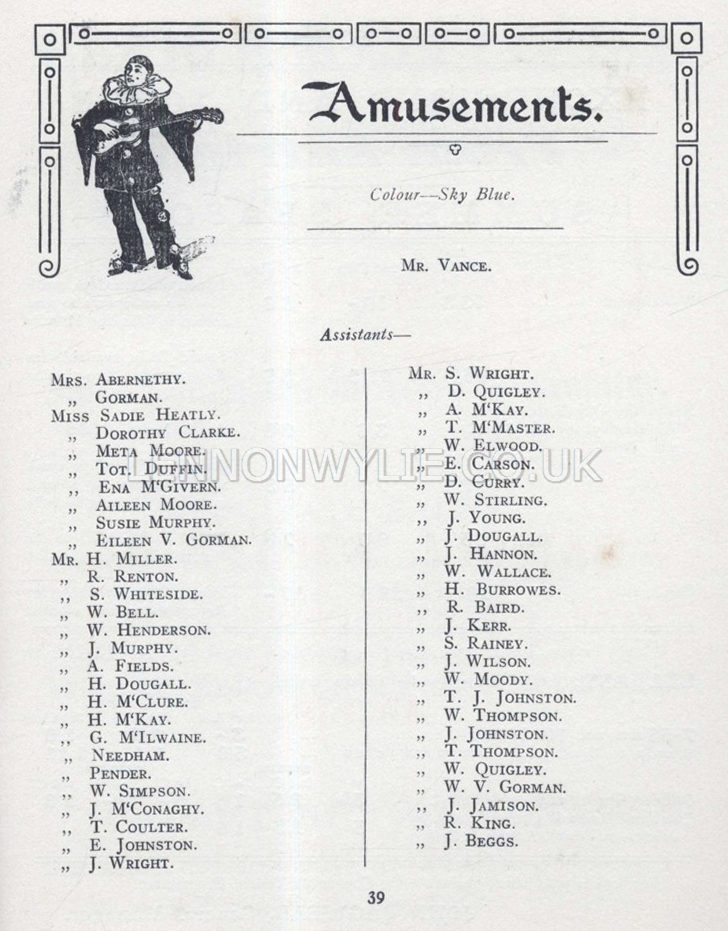 Amusements.
Colour—Sky Blue.
Mr. Vance.
Assistants—
Mrs. Abernethy.
„ Gorman.
Miss Sadie Heatly.
„ Dorothy Clarke.
„ Meta Moore.
„ Tot. Duffin.
„ Ena M‘Givern.
„ Aileen Moore.
„ Susie Murphy.
„ Eileen V. Gorman.
Mr. H. Miller.
„ R. Renton.
„ S. Whiteside.
„ W. Bell.
„ W. Henderson.
„ J. Murphy.
„ A. Fields.
„ H. Dougall.
„ H. M‘Clure.
„ H. M‘Kay.
„ G. M‘Ilwaine.
„ Needham.
„ Pender.
„ W. Simpson.
„ J. M‘Conaghy.
„ T. Coulter.
„ E. Johnston.
„ J. Wright.
Mr. S. Wright.
„ D. Quigley.
„ A. M‘Kay.
„ T. M‘Master.
„ W. Elwood.
„ E. Carson.
„ D. Curry.
„ W. Stirling.
„ J. Young.
„ J. Dougall.
„ J. Hannon.
„ W. Wallace.
„ H. Burrowes.
„ R. Baird.
„ J. Kerr.
„ S. Rainey.
„ J. Wilson.
„ W. Moody.
„ T. J. Johnston.
„ W. Thompson.
„ J. Johnston.
„ T. Thompson.
„ W. Quigley.
„ W. V. Gorman.
„ J. Jamison.
„ R. King.
„ J. Beggs.
LENNONWYLIE.CO.UK
39